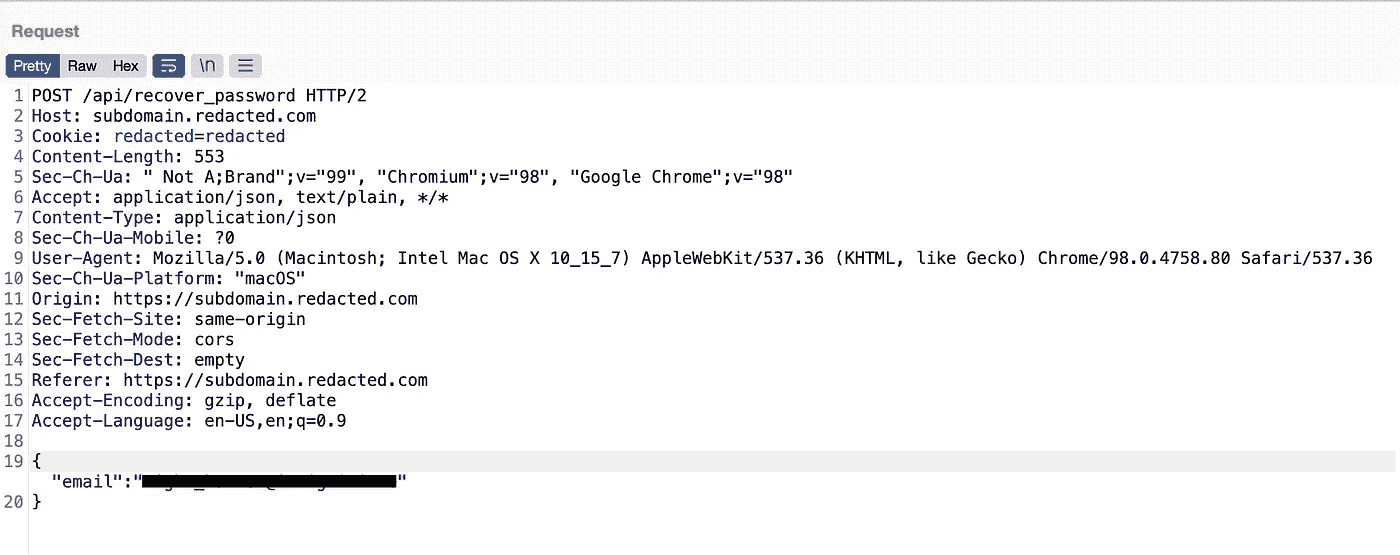 Request
Pretty Raw Hex \n
1 POST /api/recover_password HTTP/2
2 Host: subdomain.redacted.com
3 Cookie: redacted=redacted
4 Content-Length: 553
5 Sec-Ch-Ua: " Not A;Brand";v="99", "Chromium";v="98", "Google Chrome";v="98"
6 Accept: application/json, text/plain, */*
7 Content-Type: application/json
8 Sec-Ch-Ua-Mobile: ?0
9 User-Agent: Mozilla/5.0 (Macintosh; Intel Mac OS X 10_15_7) AppleWebKit/537.36 (KHTML, like Gecko) Chrome/98.0.4758.80 Safari/537.36
10 Sec-Ch-Ua-Platform: "macOS"
11 Origin: https://subdomain.redacted.com
12 Sec-Fetch-Site: same-origin
13 Sec-Fetch-Mode: cors
14 Sec-Fetch-Dest: empty
15 Referer: https://subdomain.redacted.com
16 Accept-Encoding: gzip, deflate
17 Accept-Language: en-US,en;q=0.9
18
19 {
"email":""
20 }